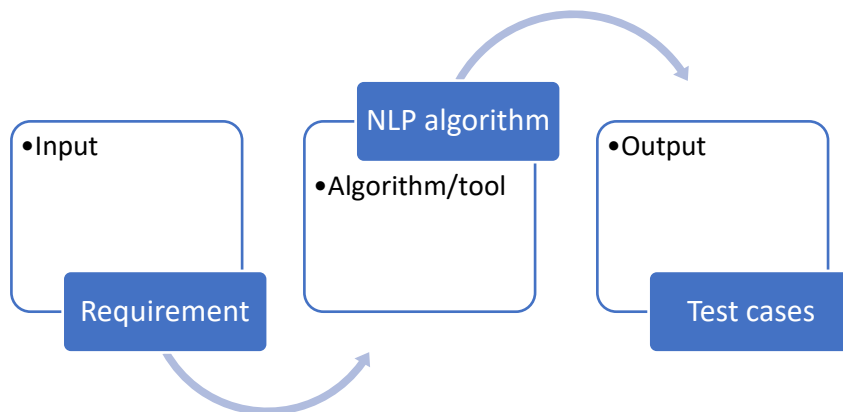 •Input
Requirement
NLP algorithm
•Algorithm/tool
•Output
Test cases